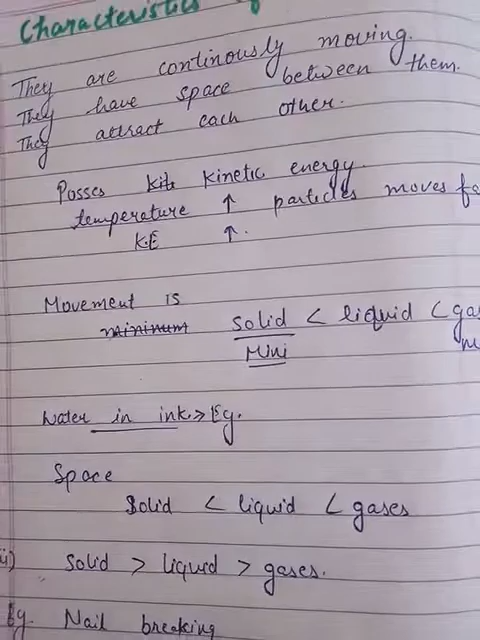 Characteristics
They are continously moving.
They have space between them.
They attract each other.
Posses kinetic energy.
temperature ↑ particles moves
K.E ↑.
Movement is
mininum solid < liquid <
Mini
Water in ink > Eg.
Space
Solid < liquid < gases
ii) Solid > liquid > gases.
Eg. Nail breaking